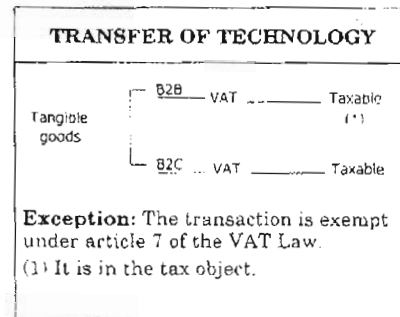 TRANSFER OF TECHNOLOGY
B2B VAT Taxable
Tangible (1)
goods
B2C ... VAT Taxable
Exception: The transaction is exempt
under article 7 of the VAT Law.
(1) It is in the tax object.